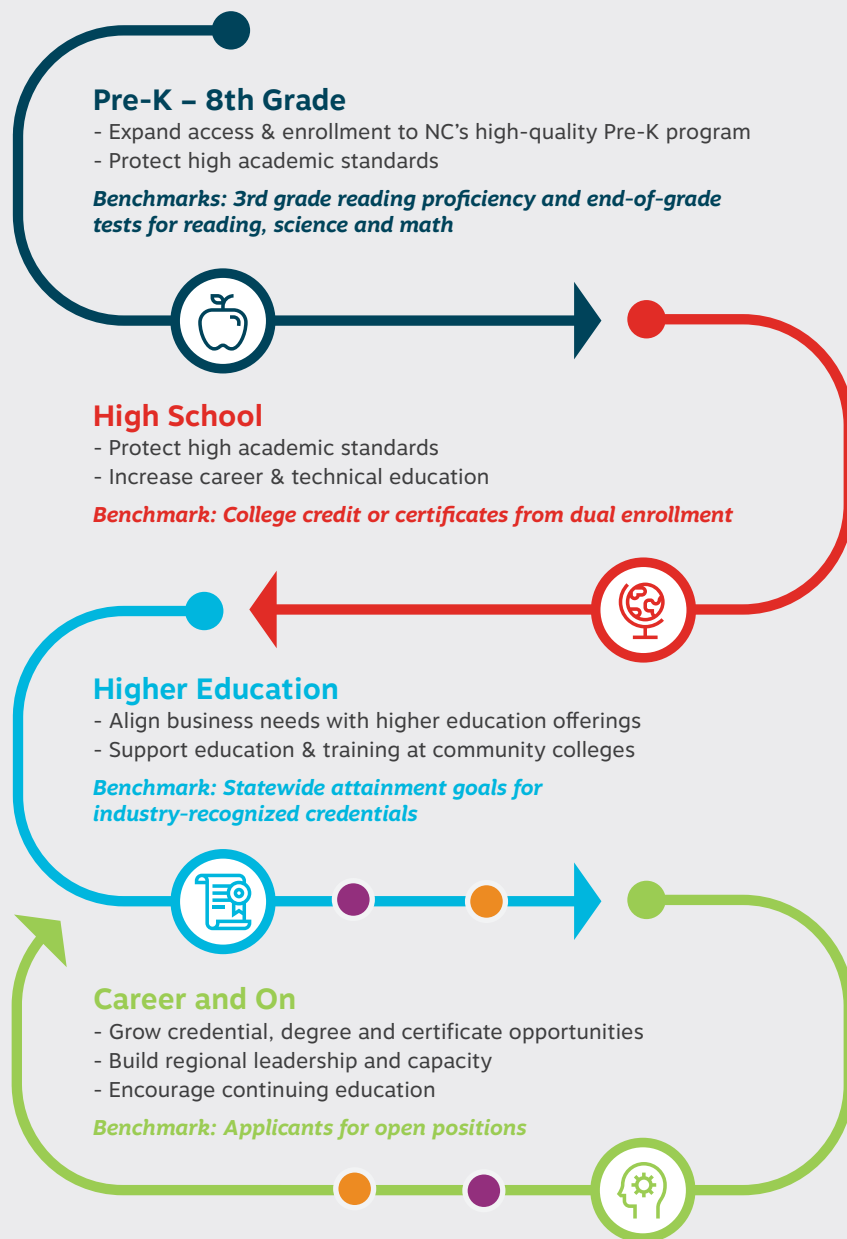 Pre-K – 8th Grade
- Expand access & enrollment to NC's high-quality Pre-K program
- Protect high academic standards
Benchmarks: 3rd grade reading proficiency and end-of-grade
tests for reading, science and math
High School
- Protect high academic standards
- Increase career & technical education
Benchmark: College credit or certificates from dual enrollment
Higher Education
- Align business needs with higher education offerings
- Support education & training at community colleges
Benchmark: Statewide attainment goals for
industry-recognized credentials
Career and On
- Grow credential, degree and certificate opportunities
- Build regional leadership and capacity
- Encourage continuing education
Benchmark: Applicants for open positions